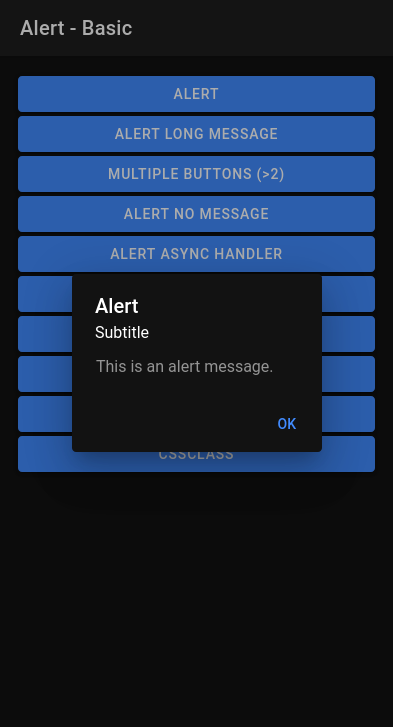 Alert - Basic
ALERT
ALERT LONG MESSAGE
MULTIPLE BUTTONS (>2)
ALERT NO MESSAGE
ALERT ASYNC HANDLER
Alert
Subtitle
This is an alert message.
OK
CSSCLASS